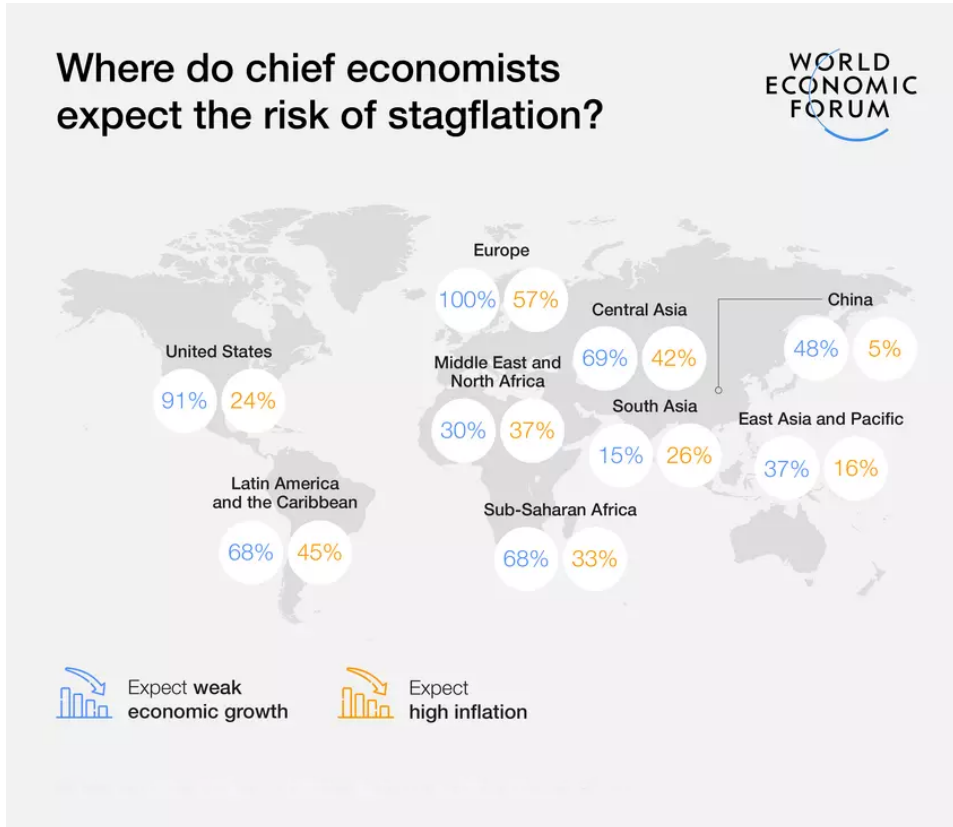 Where do chief economists
expect the risk of stagflation?
WORLD
ECONOMIC
FORUM
Europe
100% 57%
Central Asia
69% 42%
China
48% 5%
United States
91% 24%
Middle East and
North Africa
30% 37%
South Asia
15% 26%
East Asia and Pacific
37% 16%
Latin America
and the Caribbean
68% 45%
Sub-Saharan Africa
68% 33%
Expect weak
economic growth
Expect
high inflation